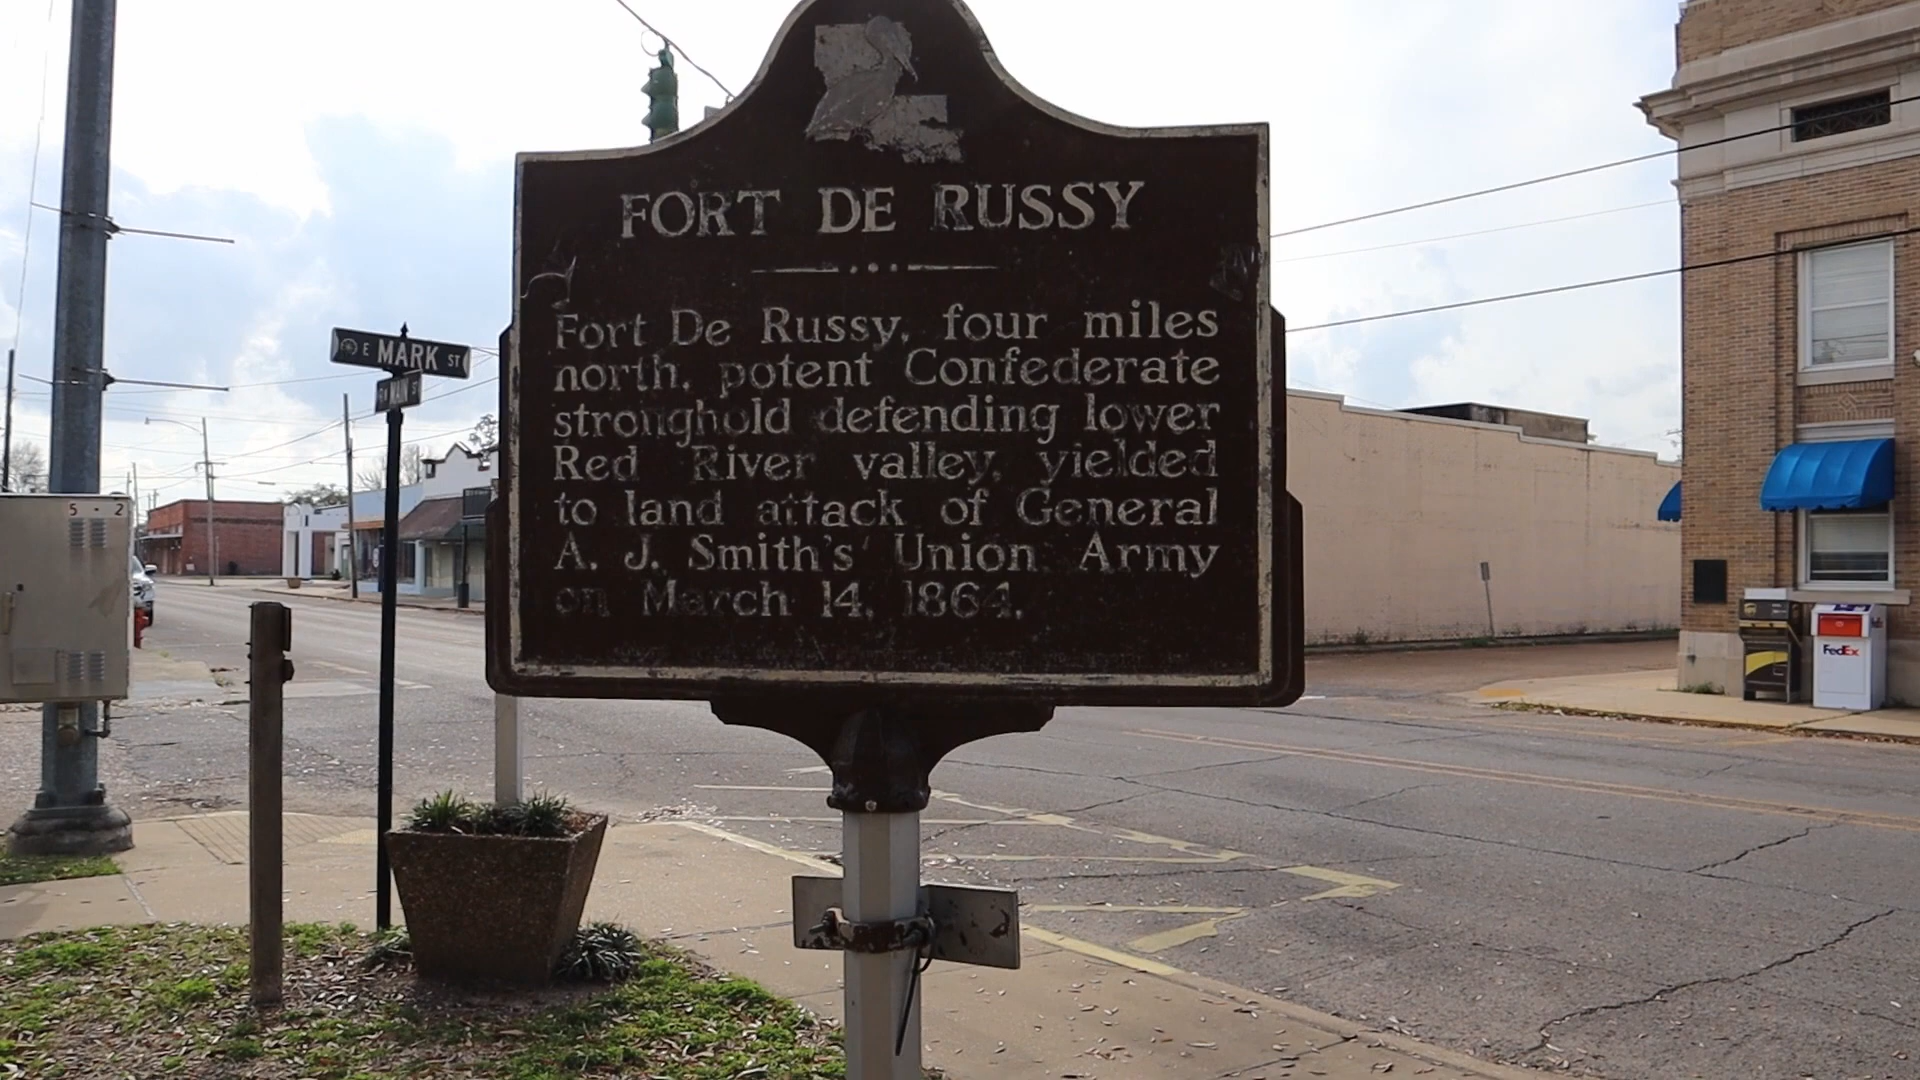 FORT DE RUSSY
Fort De Russy, four miles
north, potent Confederate
stronghold defending lower
Red River valley, yielded
to land attack of General
A. J. Smith's Union Army
on March 14, 1864.
E MARK ST
MAIN ST
5 - 2
FedEx